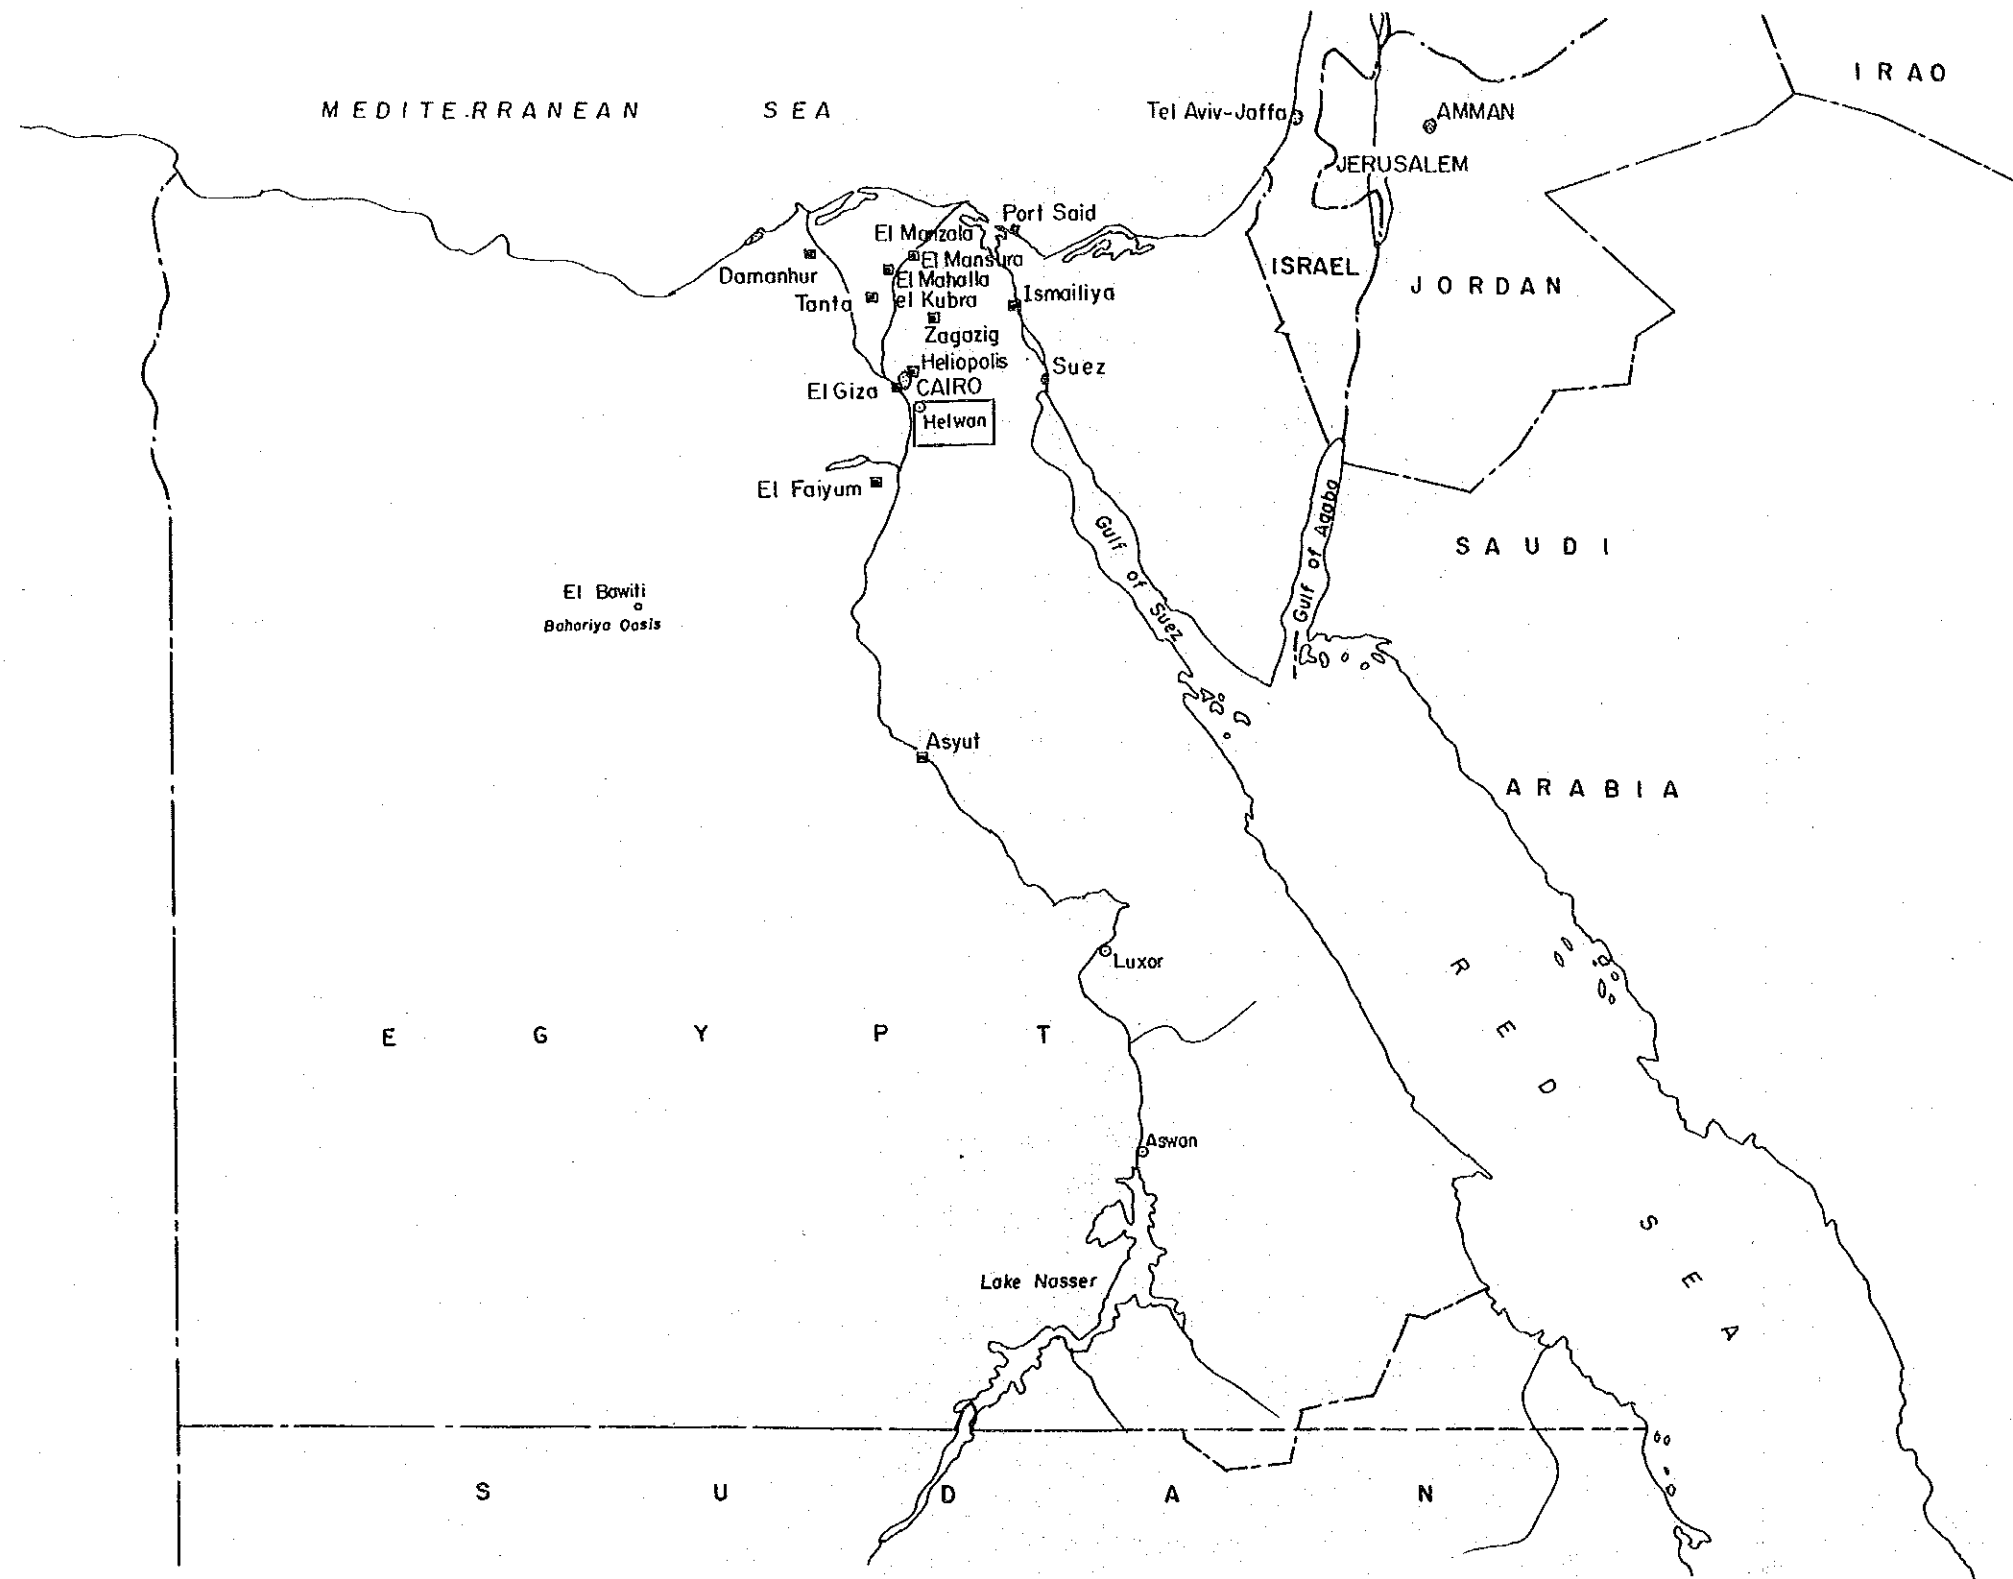 IRAO
MEDITERRANEAN SEA
Tel Aviv-Jaffa
AMMAN
JERUSALEM
Port Said
El Manzala
El Mansura
ISRAEL
Damanhur
El Mahalla
el Kubra
JORDAN
Tanta
Ismailiya
Zagazig
Heliopolis
Suez
El Giza
CAIRO
Helwan
El Faiyum
Gulf of Suez
Gulf of Aqaba
SAUDI
El Bawiti
Bahariya Oasis
Asyut
ARABIA
Luxor
RED SEA
EGYPT
Aswan
Lake Nasser
SUDAN